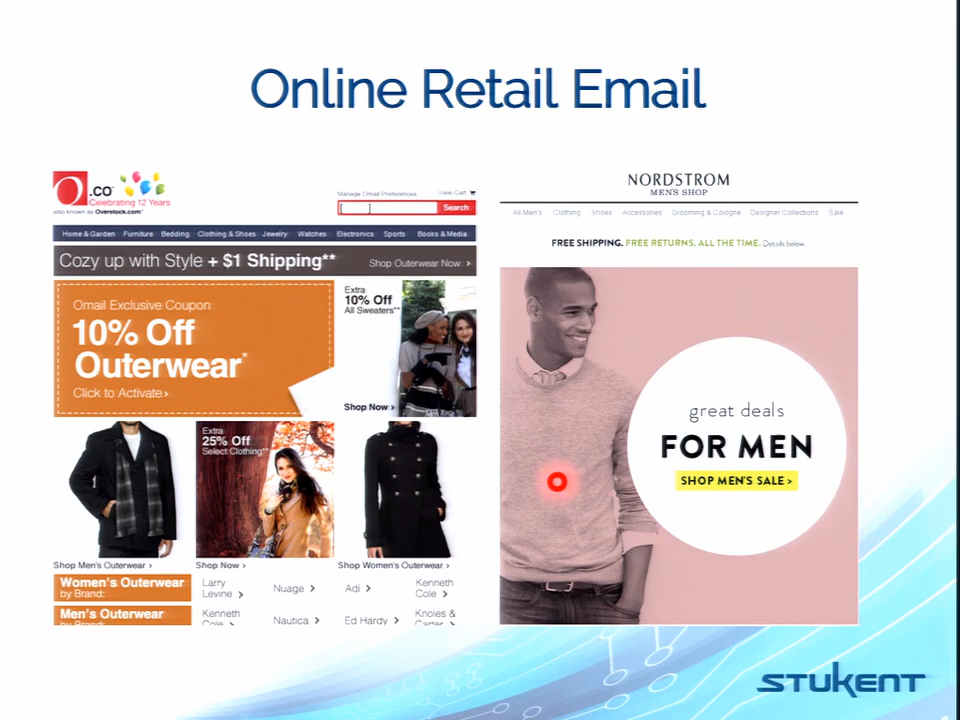 Online Retail Email
O.co
Celebrating 12 Years
also known as Overstock.com
Manage Omail Preferences View Cart
Search
Home & Garden Furniture Bedding Clothing & Shoes Jewelry Watches Electronics Sports Books & Media
Cozy up with Style + $1 Shipping**
Shop Outerwear Now >
Omail Exclusive Coupon
10% Off
Outerwear*
Click to Activate >
Extra
10% Off
All Sweaters**
Shop Now >
Extra
25% Off
Select Clothing**
Shop Men's Outerwear > Shop Now > Shop Women's Outerwear >
Women's Outerwear
by Brand:
Larry
Levine >
Nuage >
Adi >
Kenneth
Cole >
Men's Outerwear
by Brand:
Kenneth
Cole >
Nautica >
Ed Hardy >
Knoles &
Carter >
NORDSTROM
MEN'S SHOP
All Men's Clothing Shoes Accessories Grooming & Cologne Designer Collections Sale
FREE SHIPPING. FREE RETURNS. ALL THE TIME. Details below.
great deals
FOR MEN
SHOP MEN'S SALE >
STUKENT